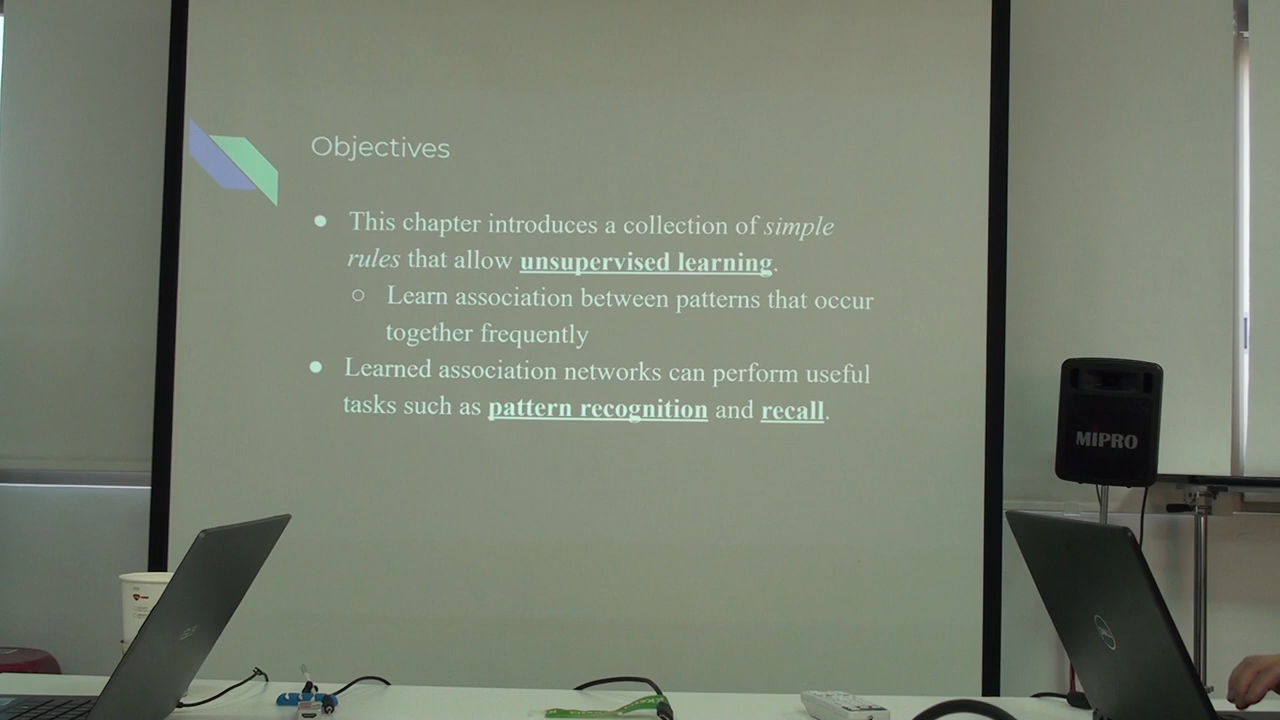 Objectives
● This chapter introduces a collection of simple
rules that allow unsupervised learning.
○ Learn association between patterns that occur
together frequently
● Learned association networks can perform useful
tasks such as pattern recognition and recall.
MIPRO
DELL